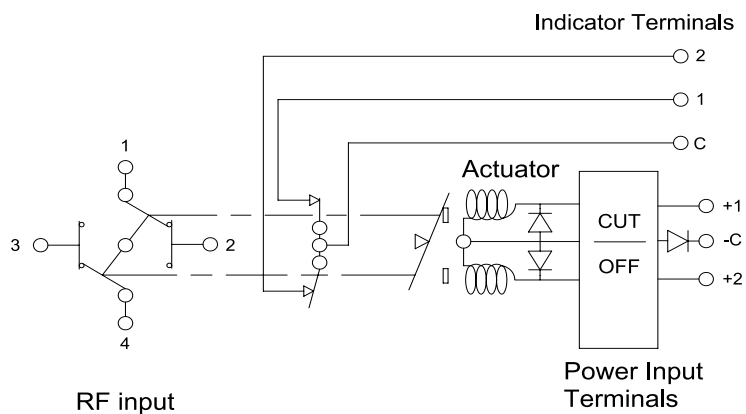 Indicator Terminals
2
1
C
Actuator
1
3
2
4
CUT
OFF
+1
-C
+2
Power Input
Terminals
RF input